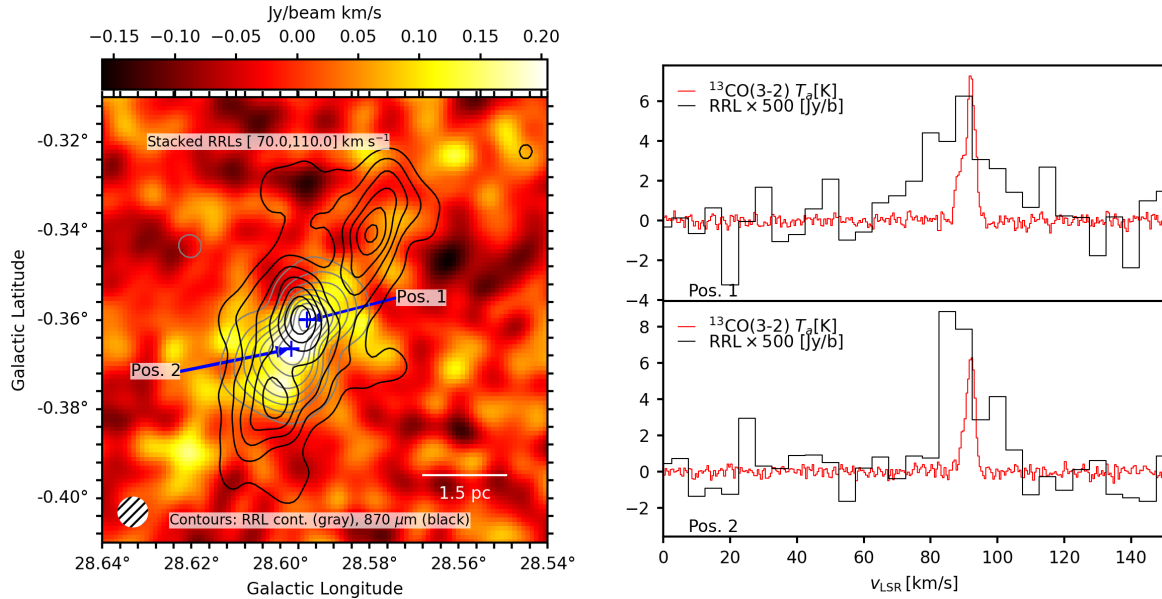 Jy/beam km/s
−0.15 −0.10 −0.05 0.00 0.05 0.10 0.15 0.20
Stacked RRLs [ 70.0,110.0] km s⁻¹
Pos. 1
Pos. 2
1.5 pc
Contours: RRL cont. (gray), 870 μm (black)
Galactic Latitude
-0.32°
-0.34°
-0.36°
-0.38°
-0.40°
28.64° 28.62° 28.60° 28.58° 28.56° 28.54°
Galactic Longitude
¹³CO(3-2) Tₐ[K]
RRL × 500 [Jy/b]
6
4
2
0
−2
−4
Pos. 1
¹³CO(3-2) Tₐ[K]
RRL × 500 [Jy/b]
8
6
4
2
0
−2
Pos. 2
0 20 40 60 80 100 120 140
v_LSR [km/s]